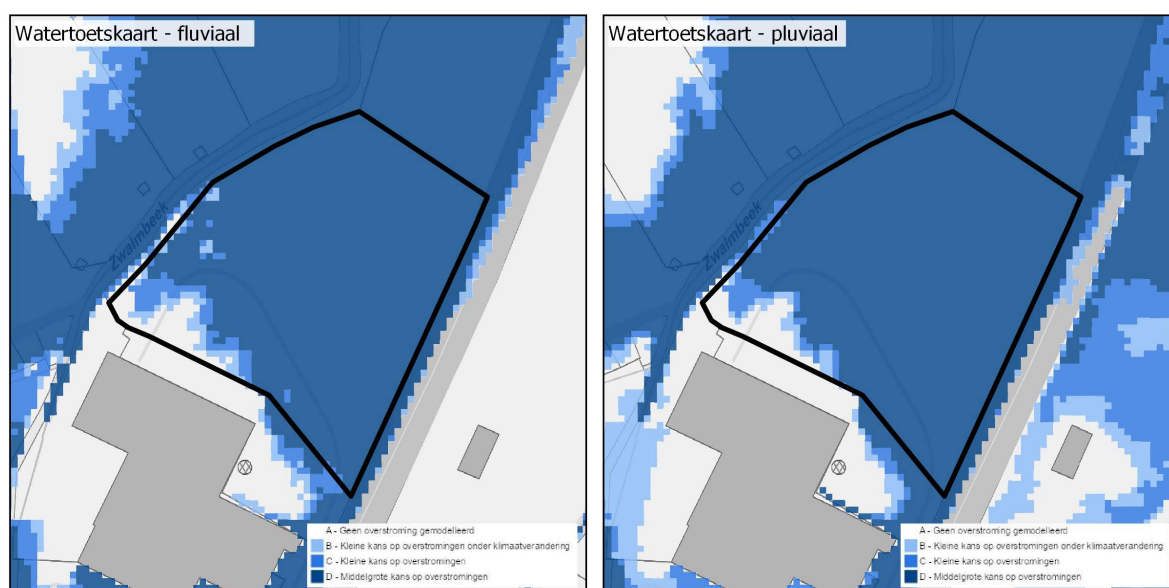 Watertoetskaart - fluviaal
Zwalmbeek
A - Geen overstroming gemodelleerd
B - Kleine kans op overstromingen onder klimaatverandering
C - Kleine kans op overstromingen
D - Middelgrote kans op overstromingen
Watertoetskaart - pluviaal
Zwalmbeek
A - Geen overstroming gemodelleerd
B - Kleine kans op overstromingen onder klimaatverandering
C - Kleine kans op overstromingen
D - Middelgrote kans op overstromingen